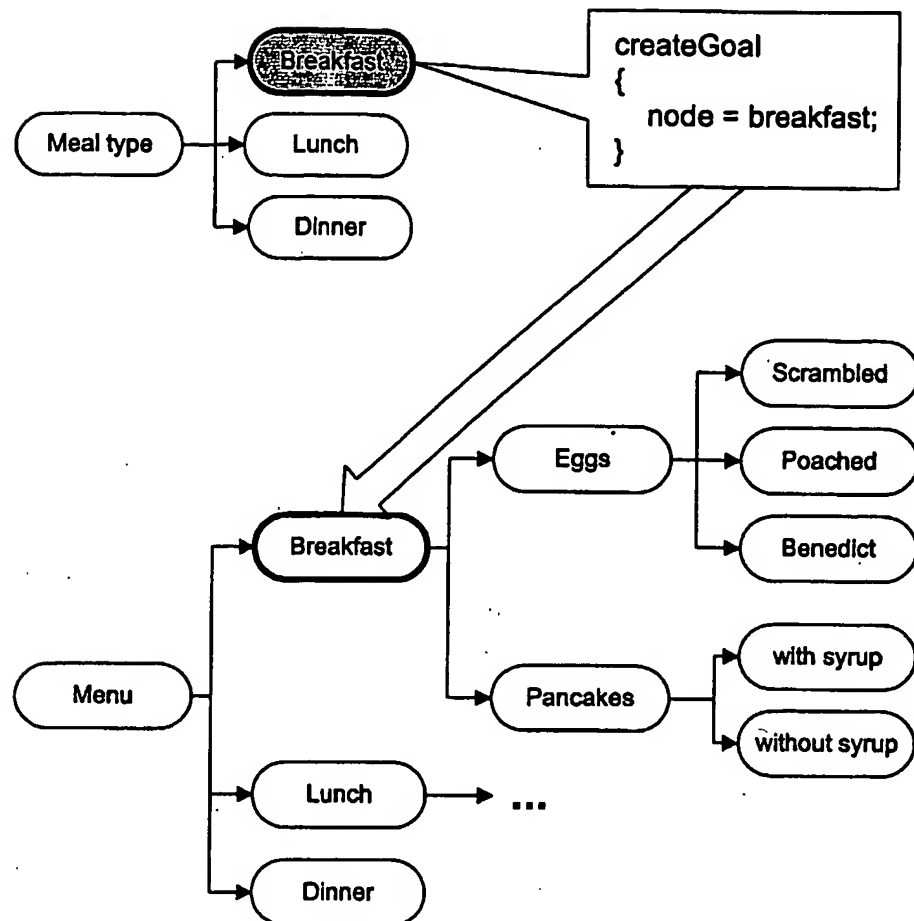 Breakfast
createGoal
{
node = breakfast;
}
Meal type
Lunch
Dinner
Scrambled
Eggs
Poached
Breakfast
Benedict
with syrup
Menu
Pancakes
without syrup
Lunch
...
Dinner